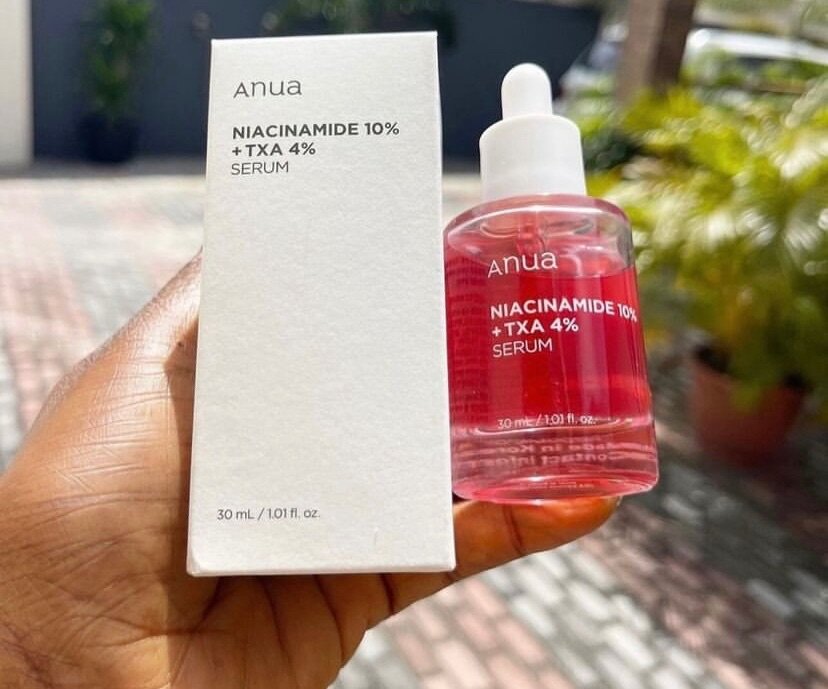 Anua
NIACINAMIDE 10%
+TXA 4%
SERUM
30 mL / 1.01 fl. oz.
Anua
NIACINAMIDE 10%
+TXA 4%
SERUM
30 mL / 1.01 fl. oz.